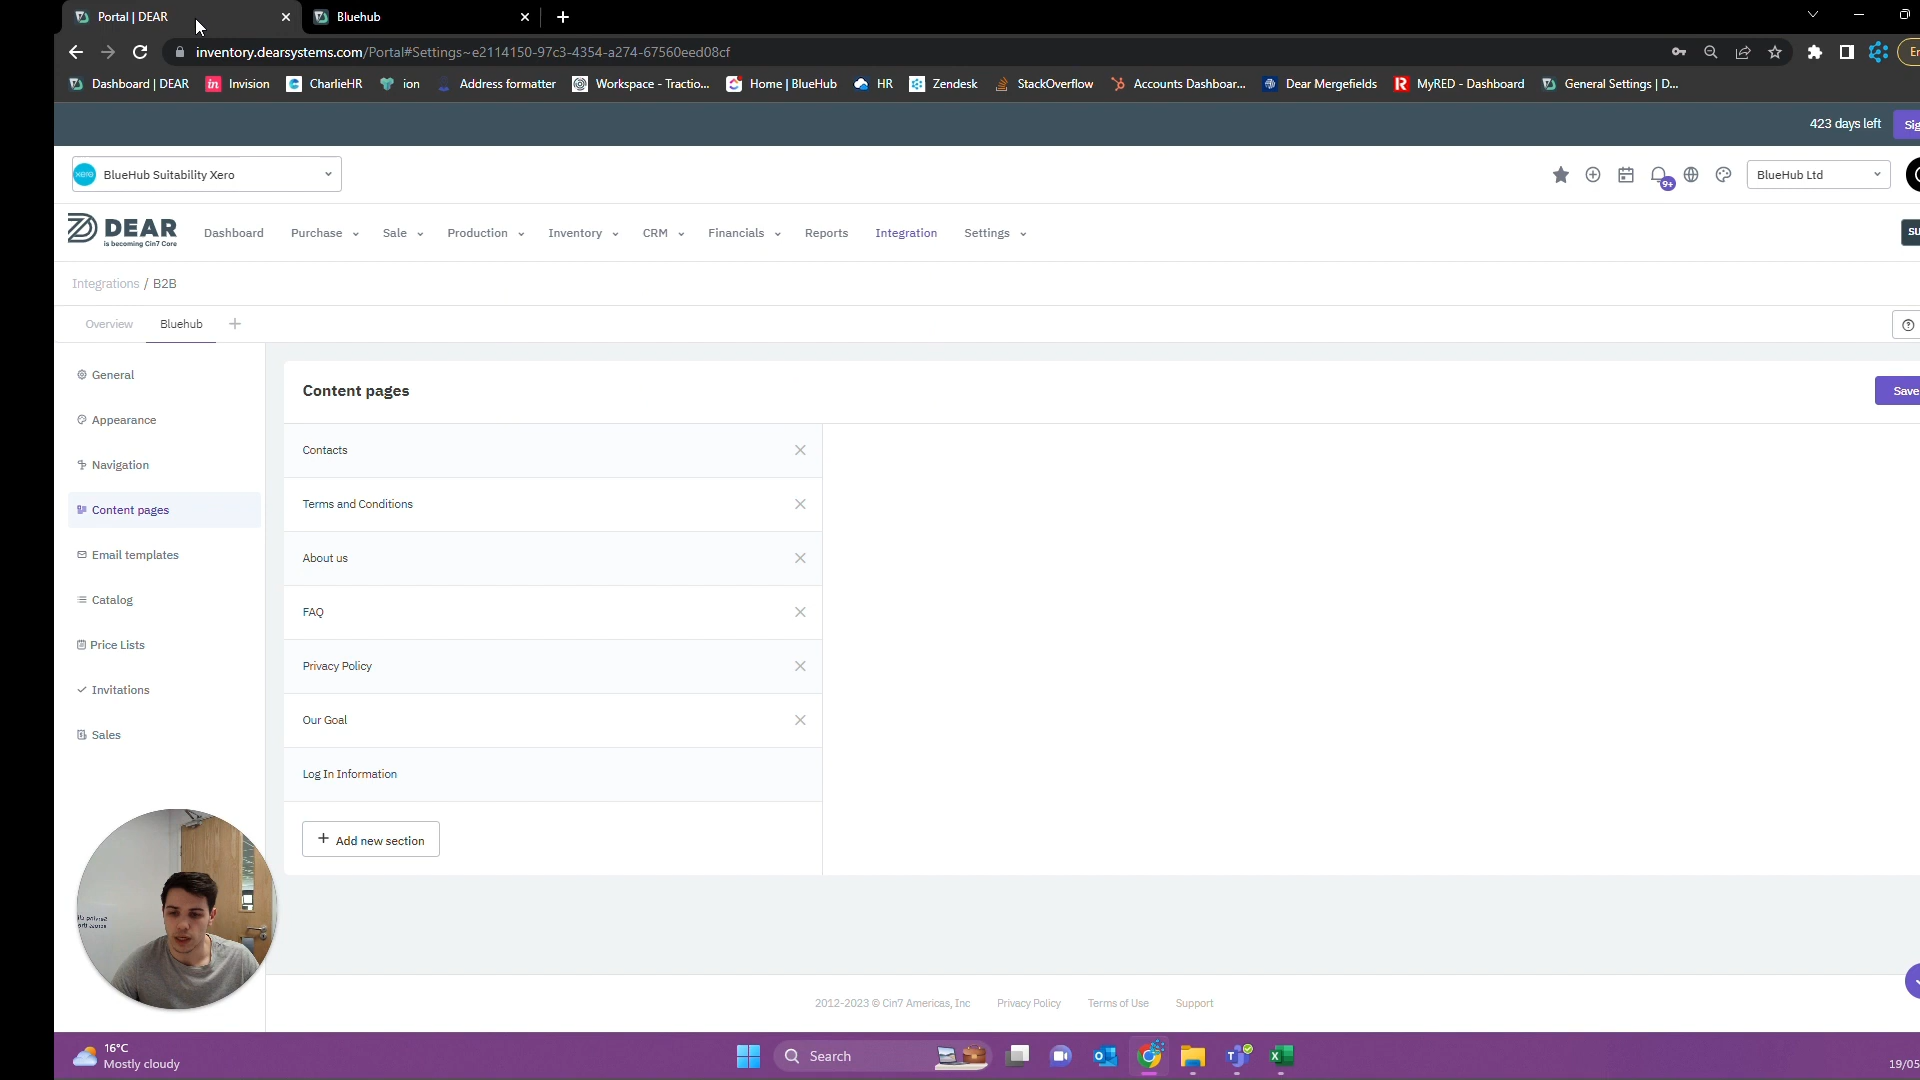 Portal | DEAR
Bluehub
inventory.dearsystems.com/Portal#Settings~e2114150-97c3-4354-a274-67560eed08cf
Dashboard | DEAR
Invision
CharlieHR
ion
Address formatter
Workspace - Tractio...
Home | BlueHub
HR
Zendesk
StackOverflow
Accounts Dashboar...
Dear Mergefields
MyRED - Dashboard
General Settings | D...
423 days left
Sig
xero
BlueHub Suitability Xero
9+
BlueHub Ltd
DEAR
is becoming Cin7 Core
Dashboard
Purchase
Sale
Production
Inventory
CRM
Financials
Reports
Integration
Settings
SU
Integrations / B2B
Overview
Bluehub
General
Appearance
Navigation
Content pages
Email templates
Catalog
Price Lists
Invitations
Sales
Content pages
Save
Contacts
Terms and Conditions
About us
FAQ
Privacy Policy
Our Goal
Log In Information
+ Add new section
2012-2023 © Cin7 Americas, Inc
Privacy Policy
Terms of Use
Support
16°C
Mostly cloudy
Search
19/05